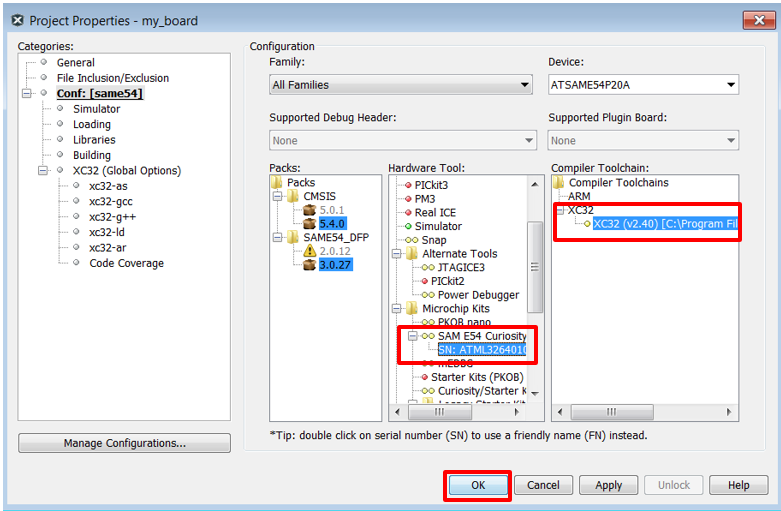 Project Properties - my_board
Categories:
General
File Inclusion/Exclusion
Conf: [same54]
Simulator
Loading
Libraries
Building
XC32 (Global Options)
xc32-as
xc32-gcc
xc32-g++
xc32-ld
xc32-ar
Code Coverage
Manage Configurations...
Configuration
Family:
All Families
Device:
ATSAME54P20A
Supported Debug Header:
None
Supported Plugin Board:
None
Packs:
Packs
CMSIS
5.0.1
5.4.0
SAME54_DFP
2.0.12
3.0.27
Hardware Tool:
PICkit3
PM3
Real ICE
Simulator
Snap
Alternate Tools
JTAGICE3
PICkit2
Power Debugger
Microchip Kits
PKOB nano
SAM E54 Curiosity
SN: ATML3264010
mEDBG
Starter Kits (PKOB)
Curiosity/Starter K
Legacy Starter Kit
Compiler Toolchain:
Compiler Toolchains
ARM
XC32
XC32 (v2.40) [C:\Program Fi
*Tip: double click on serial number (SN) to use a friendly name (FN) instead.
OK
Cancel
Apply
Unlock
Help